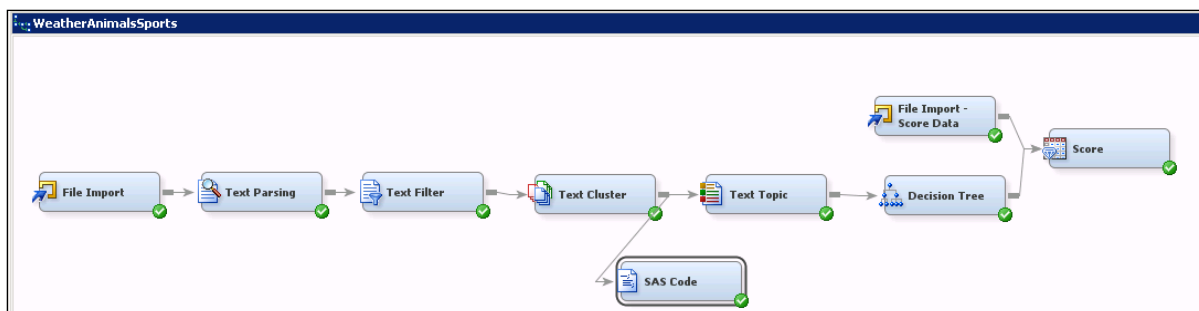 WeatherAnimalsSports
File Import -
Score Data
Score
File Import
Text Parsing
Text Filter
Text Cluster
Text Topic
Decision Tree
SAS Code